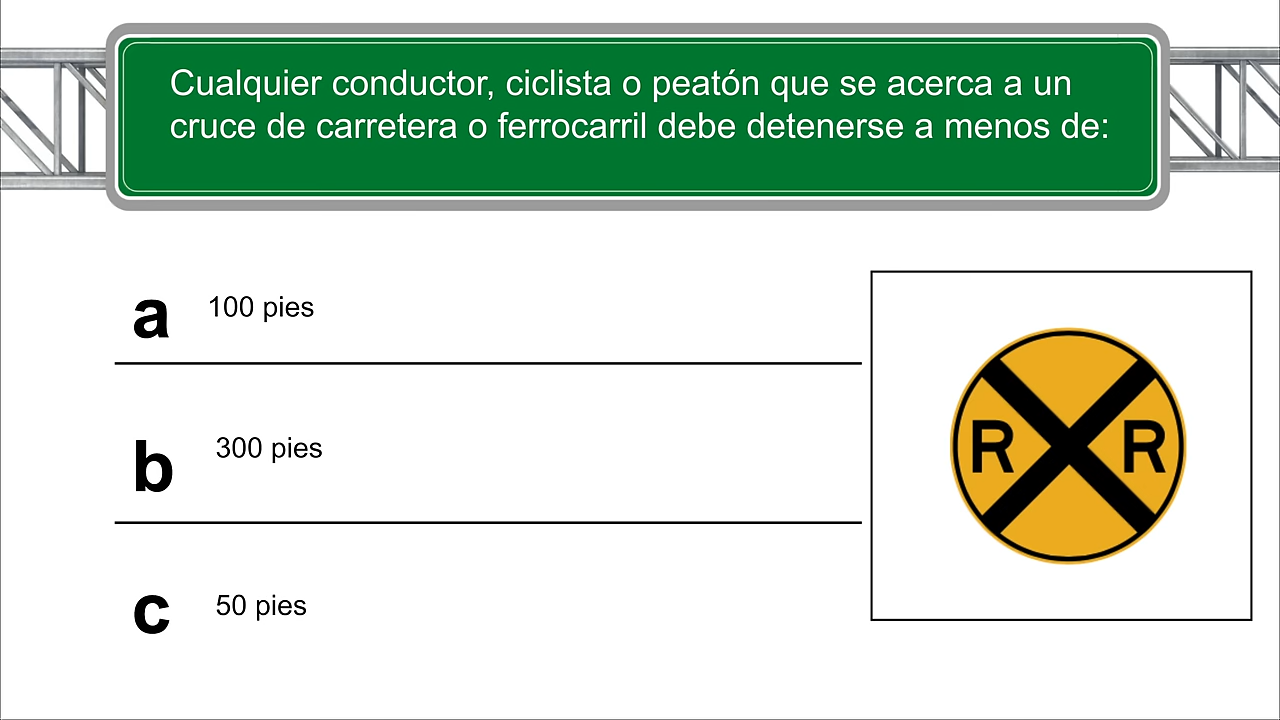 Cualquier conductor, ciclista o peatón que se acerca a un
cruce de carretera o ferrocarril debe detenerse a menos de:
a 100 pies
b 300 pies
c 50 pies
R R